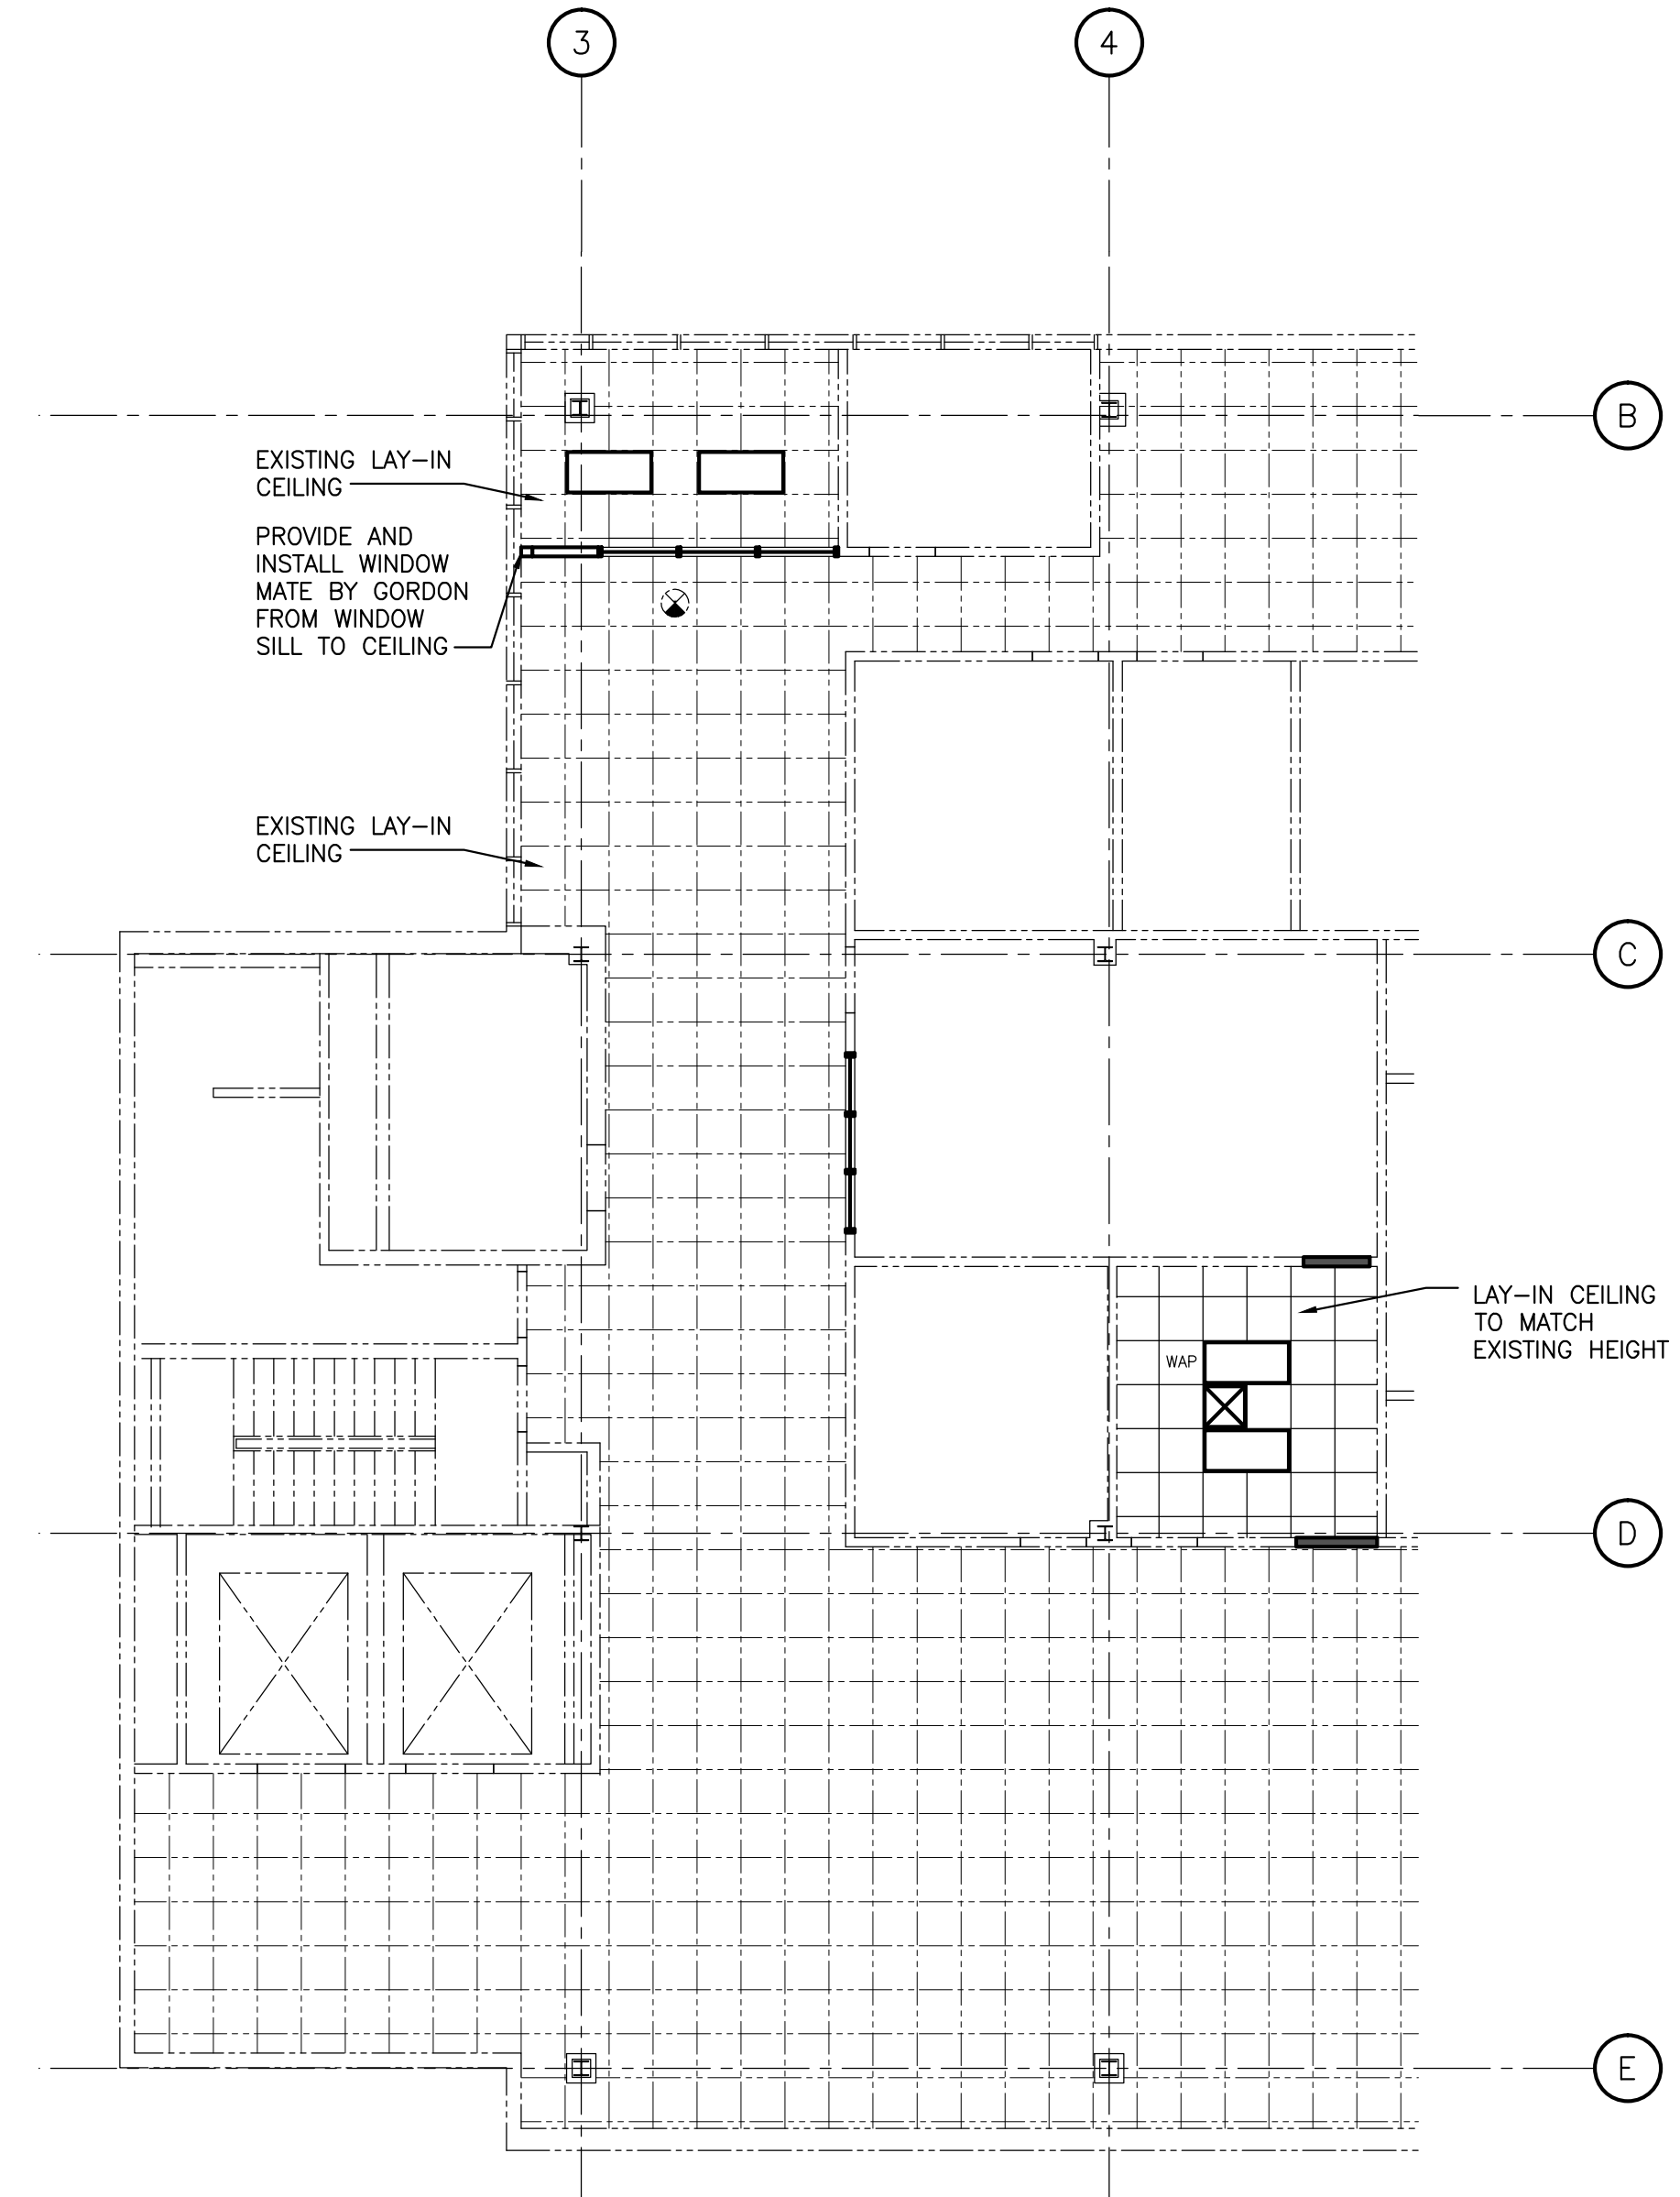 3
4
B
EXISTING LAY-IN
CEILING
PROVIDE AND
INSTALL WINDOW
MATE BY GORDON
FROM WINDOW
SILL TO CEILING
EXISTING LAY-IN
CEILING
C
LAY-IN CEILING
TO MATCH
EXISTING HEIGHT
WAP
D
E